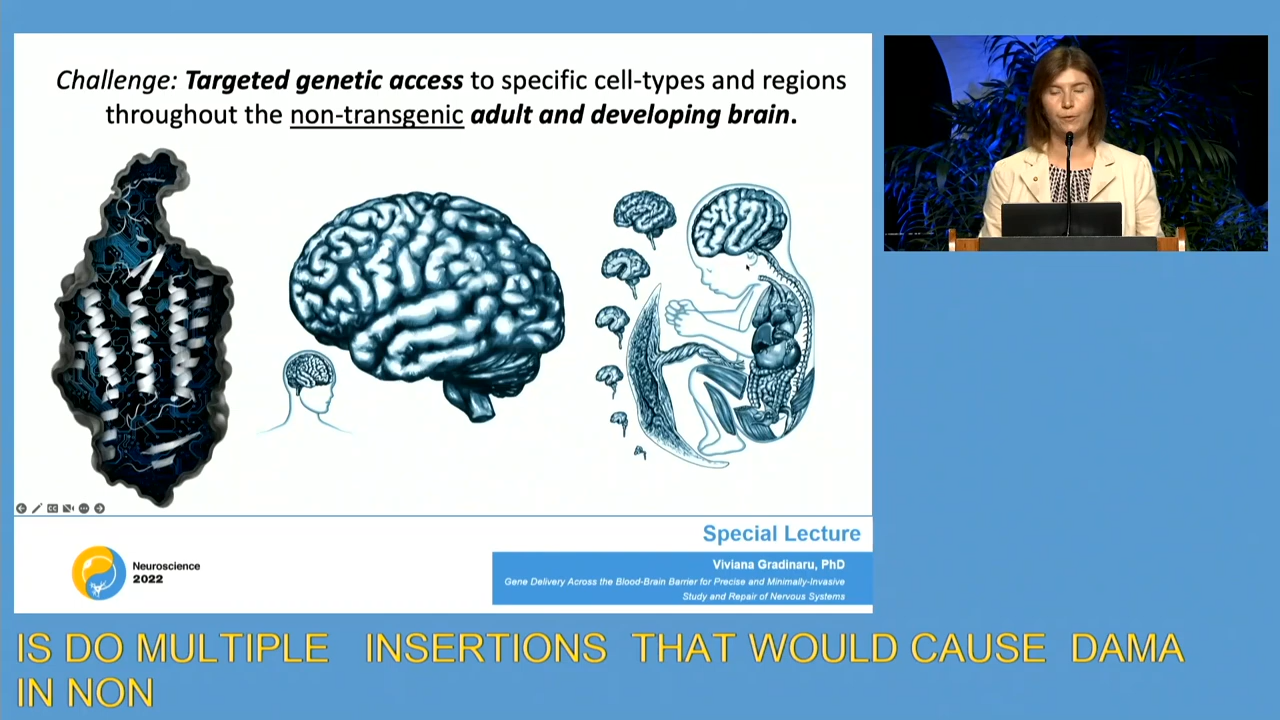 Challenge: Targeted genetic access to specific cell-types and regions
throughout the non-transgenic adult and developing brain.
Special Lecture
Neuroscience
2022
Viviana Gradinaru, PhD
Gene Delivery Across the Blood-Brain Barrier for Precise and Minimally-Invasive
Study and Repair of Nervous Systems
IS DO MULTIPLE INSERTIONS THAT WOULD CAUSE DAMA
IN NON